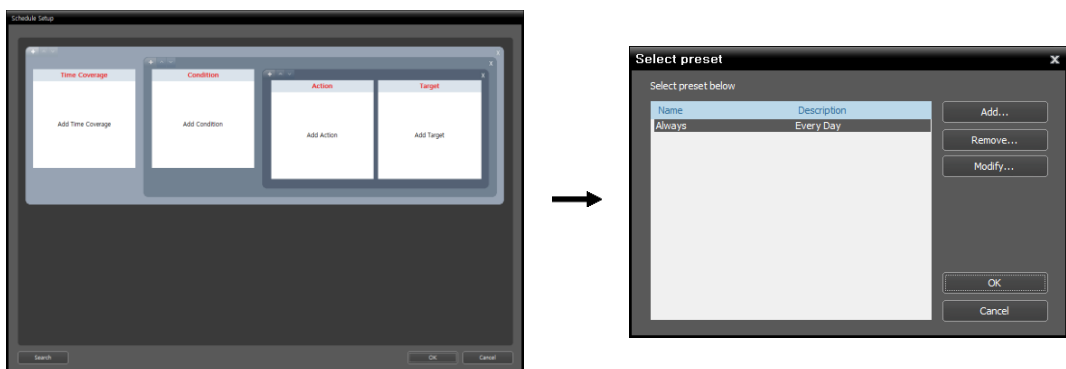 Schedule Setup
x
x
x
Time Coverage
Condition
Action
Target
Add Time Coverage
Add Condition
Add Action
Add Target
Search
OK
Cancel
Select preset
x
Select preset below
Name
Description
Always
Every Day
Add...
Remove...
Modify...
OK
Cancel